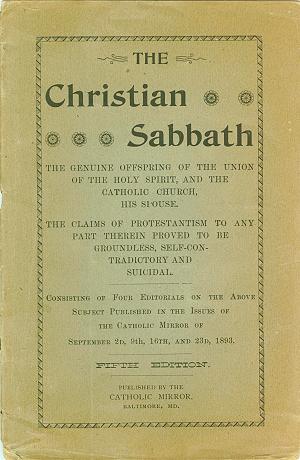 THE
Christian
Sabbath
THE GENUINE OFFSPRING OF THE UNION
OF THE HOLY SPIRIT, AND THE
CATHOLIC CHURCH,
HIS SPOUSE.
THE CLAIMS OF PROTESTANTISM TO ANY
PART THEREIN PROVED TO BE
GROUNDLESS, SELF-CON-
TRADICTORY AND
SUICIDAL.
CONSISTING OF FOUR EDITORIALS ON THE ABOVE
SUBJECT PUBLISHED IN THE ISSUES OF
THE CATHOLIC MIRROR OF
SEPTEMBER 2D, 9TH, 16TH, AND 23D, 1893.
FIFTH EDITION.
PUBLISHED BY THE
CATHOLIC MIRROR,
BALTIMORE, MD.